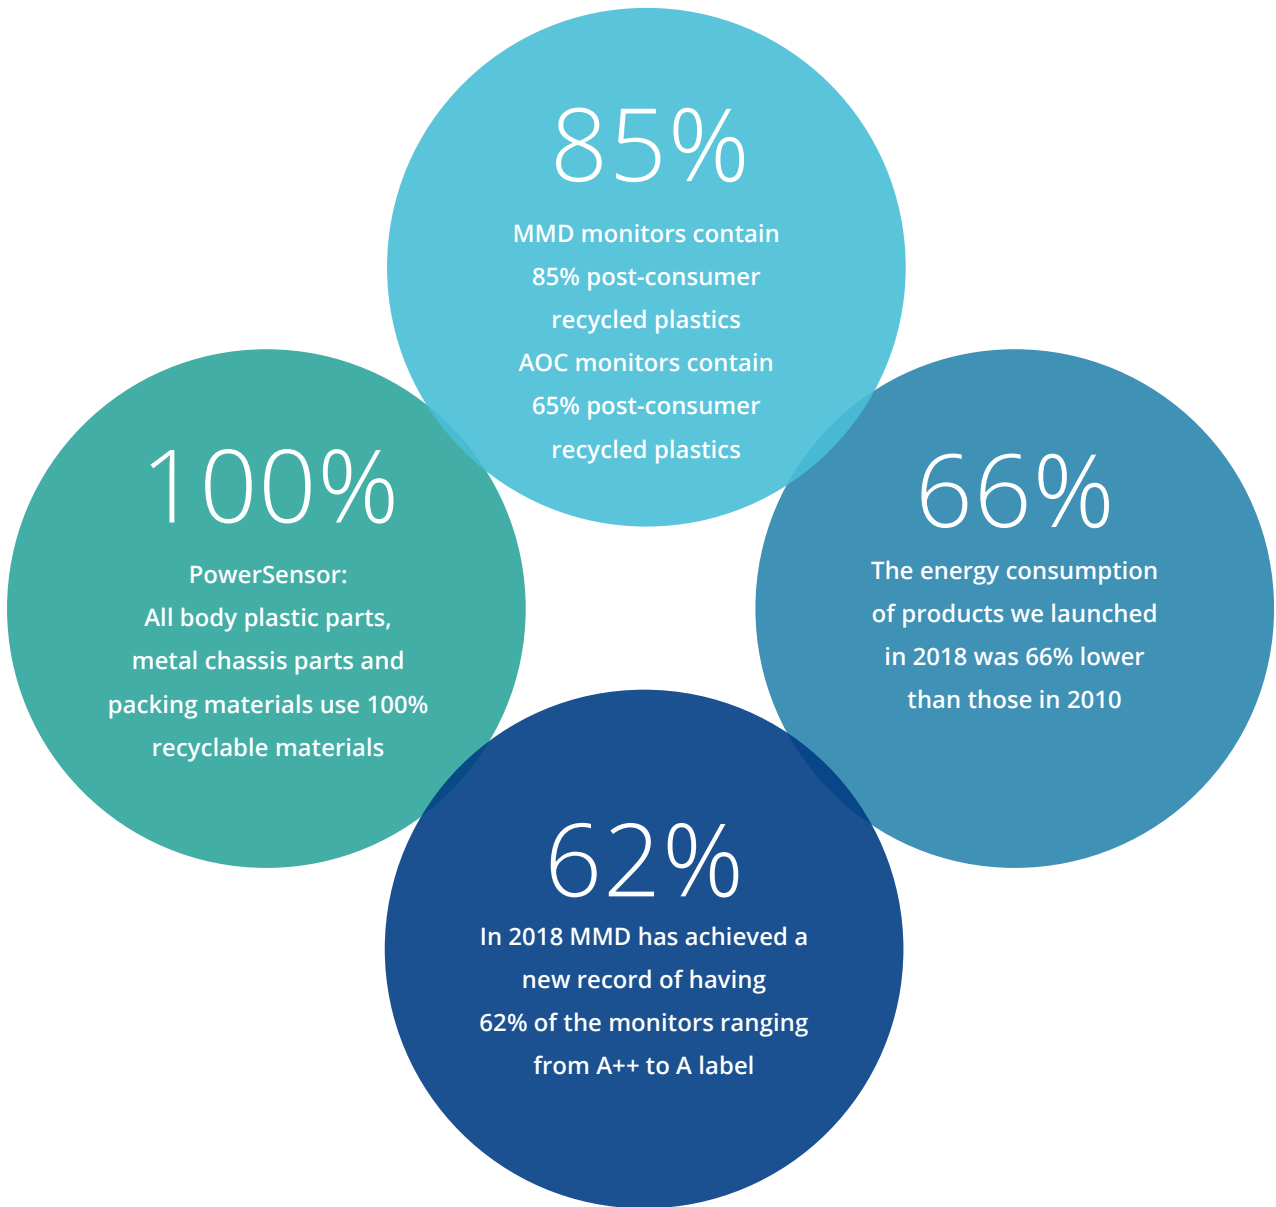 85%
MMD monitors contain
85% post-consumer
recycled plastics
AOC monitors contain
65% post-consumer
recycled plastics
100%
PowerSensor:
All body plastic parts,
metal chassis parts and
packing materials use 100%
recyclable materials
66%
The energy consumption
of products we launched
in 2018 was 66% lower
than those in 2010
62%
In 2018 MMD has achieved a
new record of having
62% of the monitors ranging
from A++ to A label